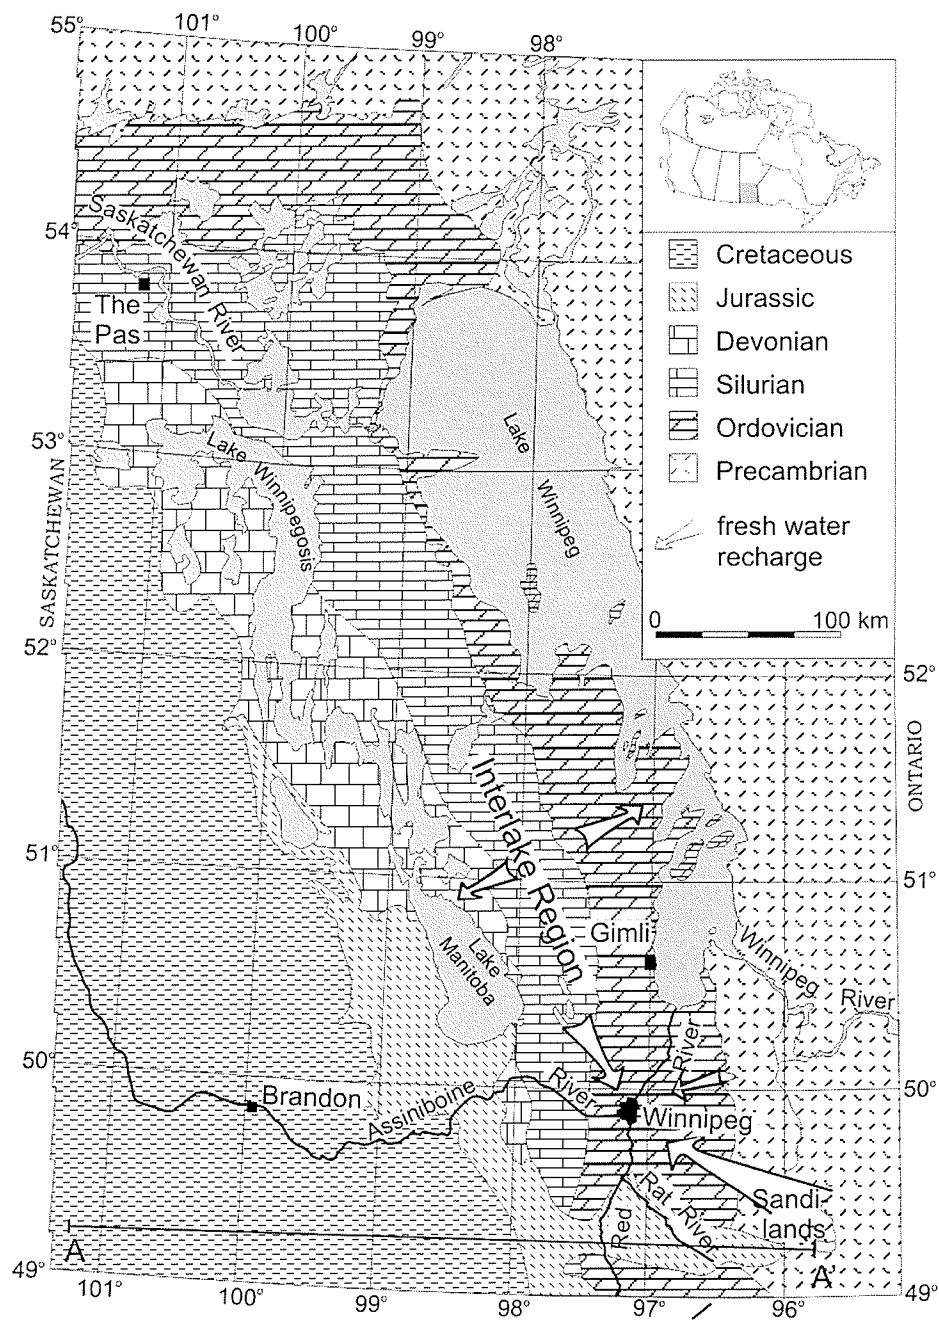 55°
101°
100°
99°
98°
Cretaceous
Jurassic
Devonian
Silurian
Ordovician
Precambrian
fresh water
recharge
0 100 km
54°
Saskatchewan River
The
Pas
53°
SASKATCHEWAN
Lake Winnipegosis
Lake
Winnipeg
52°
52°
ONTARIO
Interlake Region
51°
51°
Gimli
Lake
Manitoba
Winnipeg
River
River
50°
50°
Brandon
Assiniboine
River
Winnipeg
Rat River
Red
Sandi-
lands
A
A'
49°
49°
101°
100°
99°
98°
97°
96°